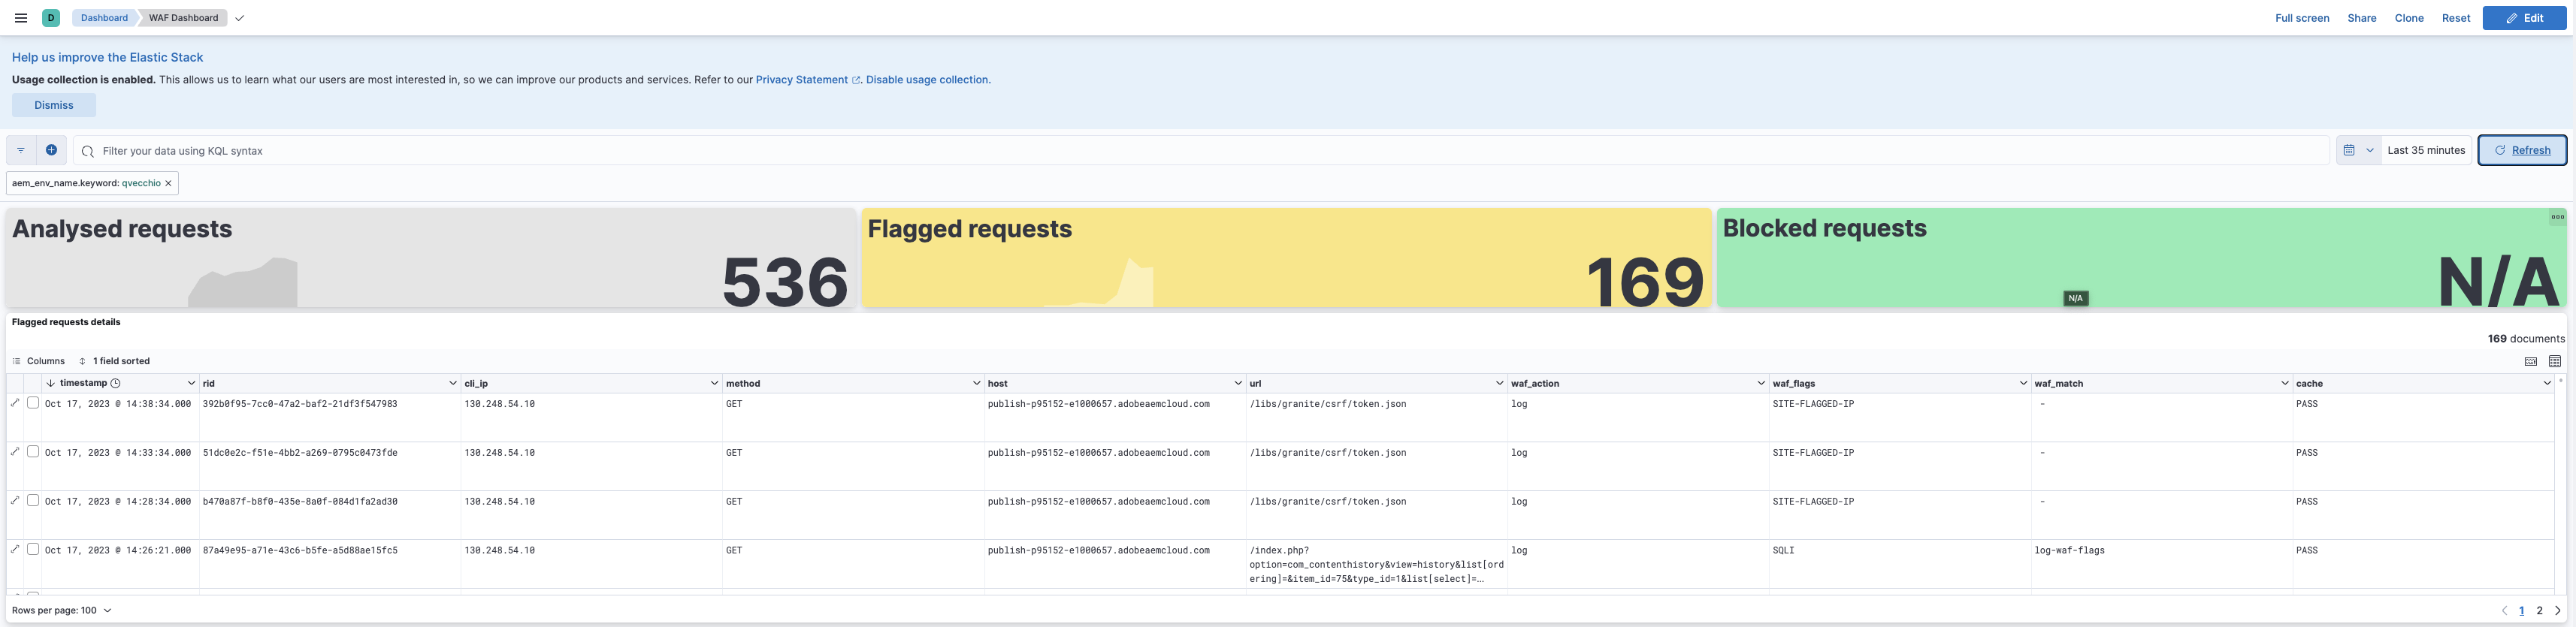 D Dashboard WAF Dashboard Full screen Share Clone Reset Edit
Help us improve the Elastic Stack
Usage collection is enabled. This allows us to learn what our users are most interested in, so we can improve our products and services. Refer to our Privacy Statement. Disable usage collection.
Dismiss
Filter your data using KQL syntax Last 35 minutes Refresh
aem_env_name.keyword: qvecchio
Analysed requests
536
Flagged requests
169
Blocked requests
N/A
N/A
Flagged requests details
169 documents
Columns 1 field sorted
timestamp rid cli_ip method host url waf_action waf_flags waf_match cache
Oct 17, 2023 @ 14:38:34.000 392b0f95-7cc0-47a2-baf2-21df3f547983 130.248.54.10 GET publish-p95152-e1000657.adobeaemcloud.com /libs/granite/csrf/token.json log SITE-FLAGGED-IP - PASS
Oct 17, 2023 @ 14:33:34.000 51dc0e2c-f51e-4bb2-a269-0795c0473fde 130.248.54.10 GET publish-p95152-e1000657.adobeaemcloud.com /libs/granite/csrf/token.json log SITE-FLAGGED-IP - PASS
Oct 17, 2023 @ 14:28:34.000 b470a87f-b8f0-435e-8a0f-084d1fa2ad30 130.248.54.10 GET publish-p95152-e1000657.adobeaemcloud.com /libs/granite/csrf/token.json log SITE-FLAGGED-IP - PASS
Oct 17, 2023 @ 14:26:21.000 87a49e95-a71e-43c6-b5fe-a5d88ae15fc5 130.248.54.10 GET publish-p95152-e1000657.adobeaemcloud.com /index.php? log SQLI log-waf-flags PASS
option=com_contenthistory&view=history&list[ord
ering]=&item_id=75&type_id=1&list[select]=…
Rows per page: 100 1 2